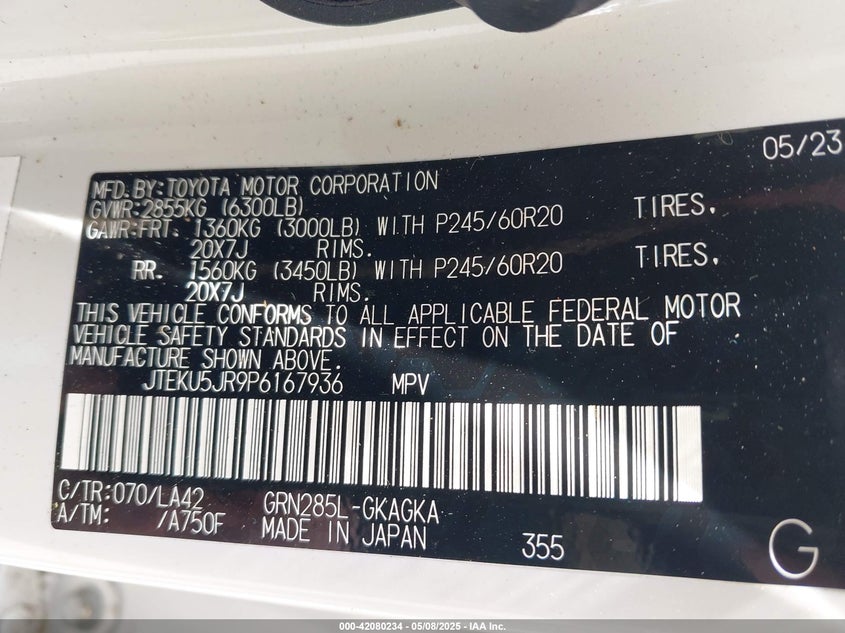 05/23
MFD. BY: TOYOTA MOTOR CORPORATION
GVWR: 2855KG (6300LB)
GAWR:FRT. 1360KG (3000LB) WITH P245/60R20 TIRES,
20X7J RIMS.
RR. 1560KG (3450LB) WITH P245/60R20 TIRES,
20X7J RIMS.
THIS VEHICLE CONFORMS TO ALL APPLICABLE FEDERAL MOTOR
VEHICLE SAFETY STANDARDS IN EFFECT ON THE DATE OF
MANUFACTURE SHOWN ABOVE.
JTEKU5JR9P6167936 MPV
C/TR:070/LA42 GRN285L-GKAGKA
A/TM: /A750F MADE IN JAPAN 355
G
000-42080234 - 05/08/2025 - IAA Inc.